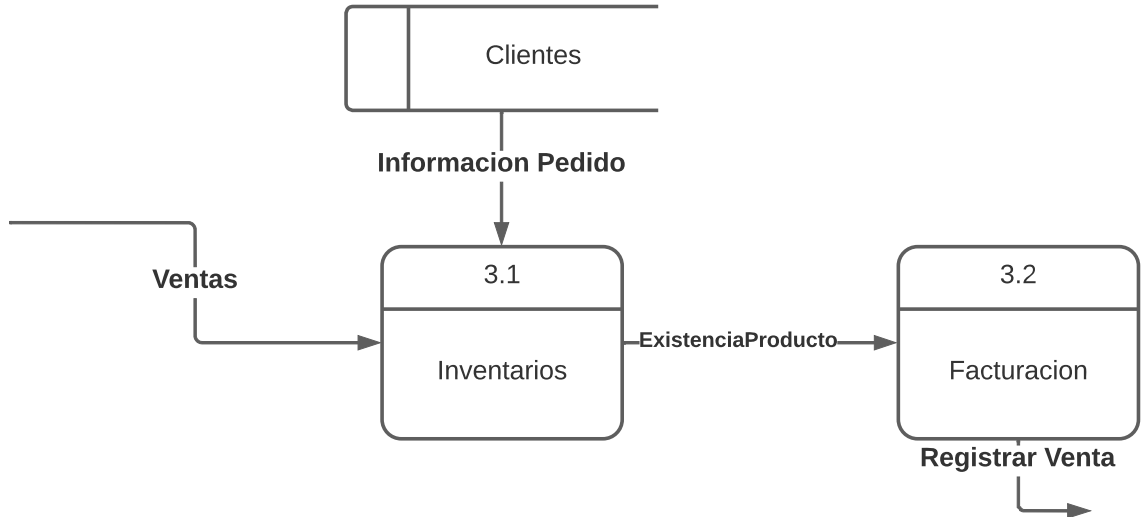 Clientes
Informacion Pedido
Ventas
3.1
Inventarios
ExistenciaProducto
3.2
Facturacion
Registrar Venta